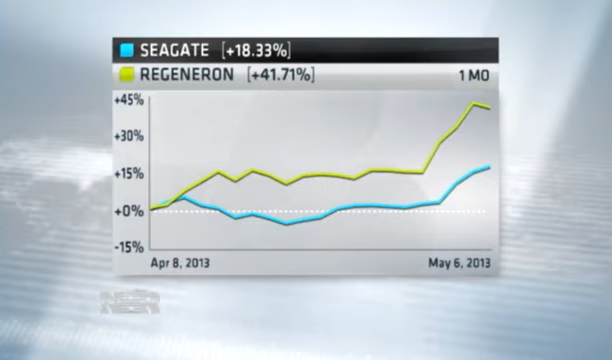 SEAGATE [+18.33%]
REGENERON [+41.71%] 1 MO
+45%
+30%
+15%
+0%
-15%
Apr 8, 2013 May 6, 2013